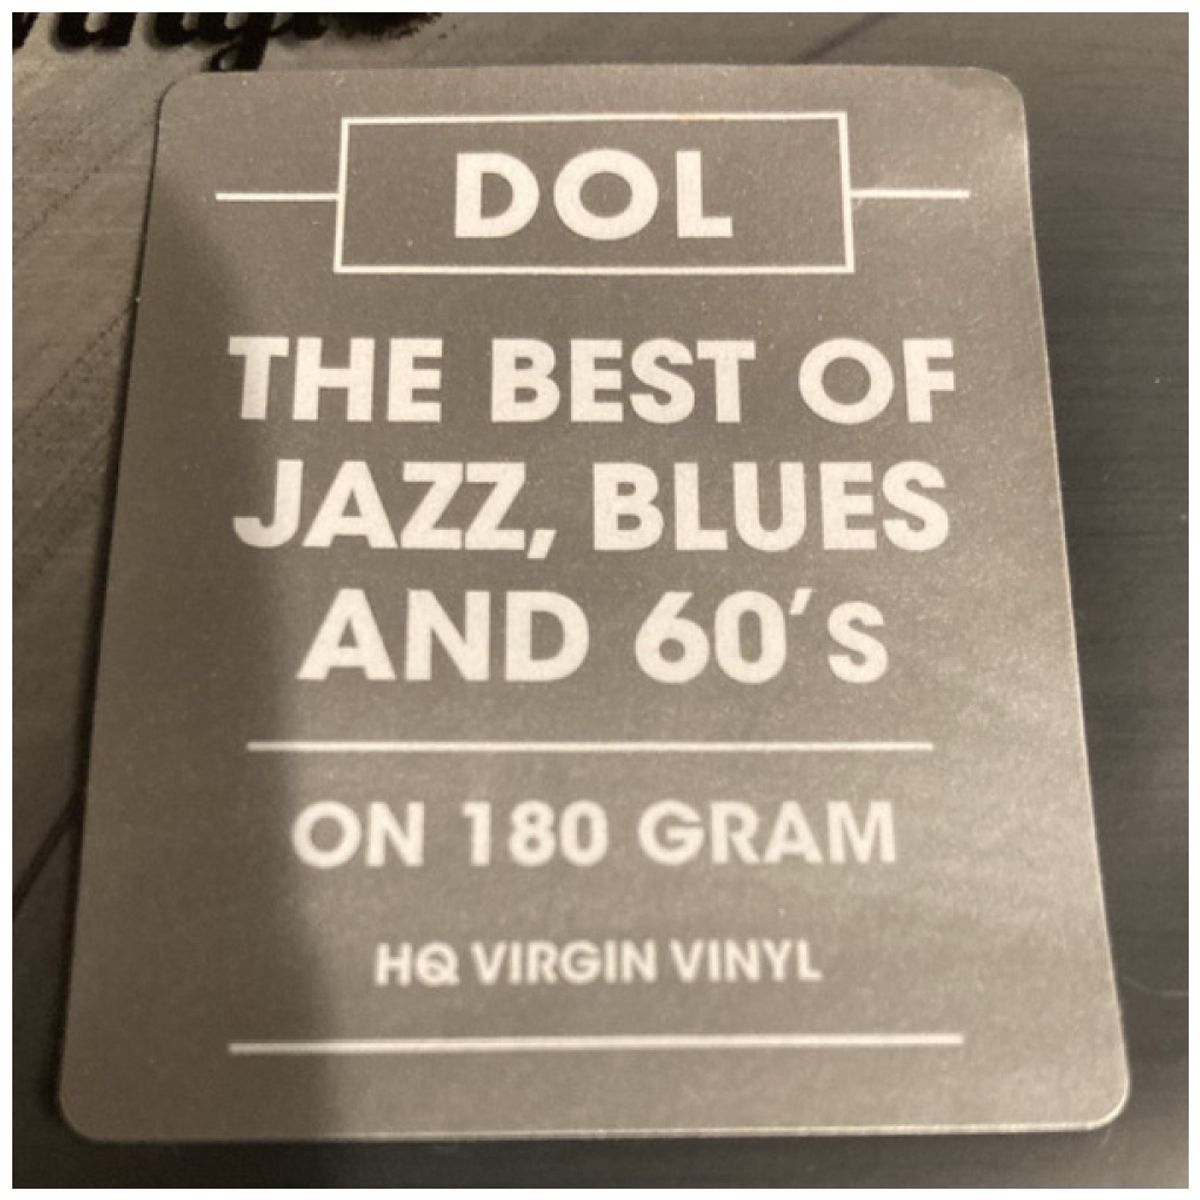 DOL
THE BEST OF
JAZZ, BLUES
AND 60's
ON 180 GRAM
HQ VIRGIN VINYL